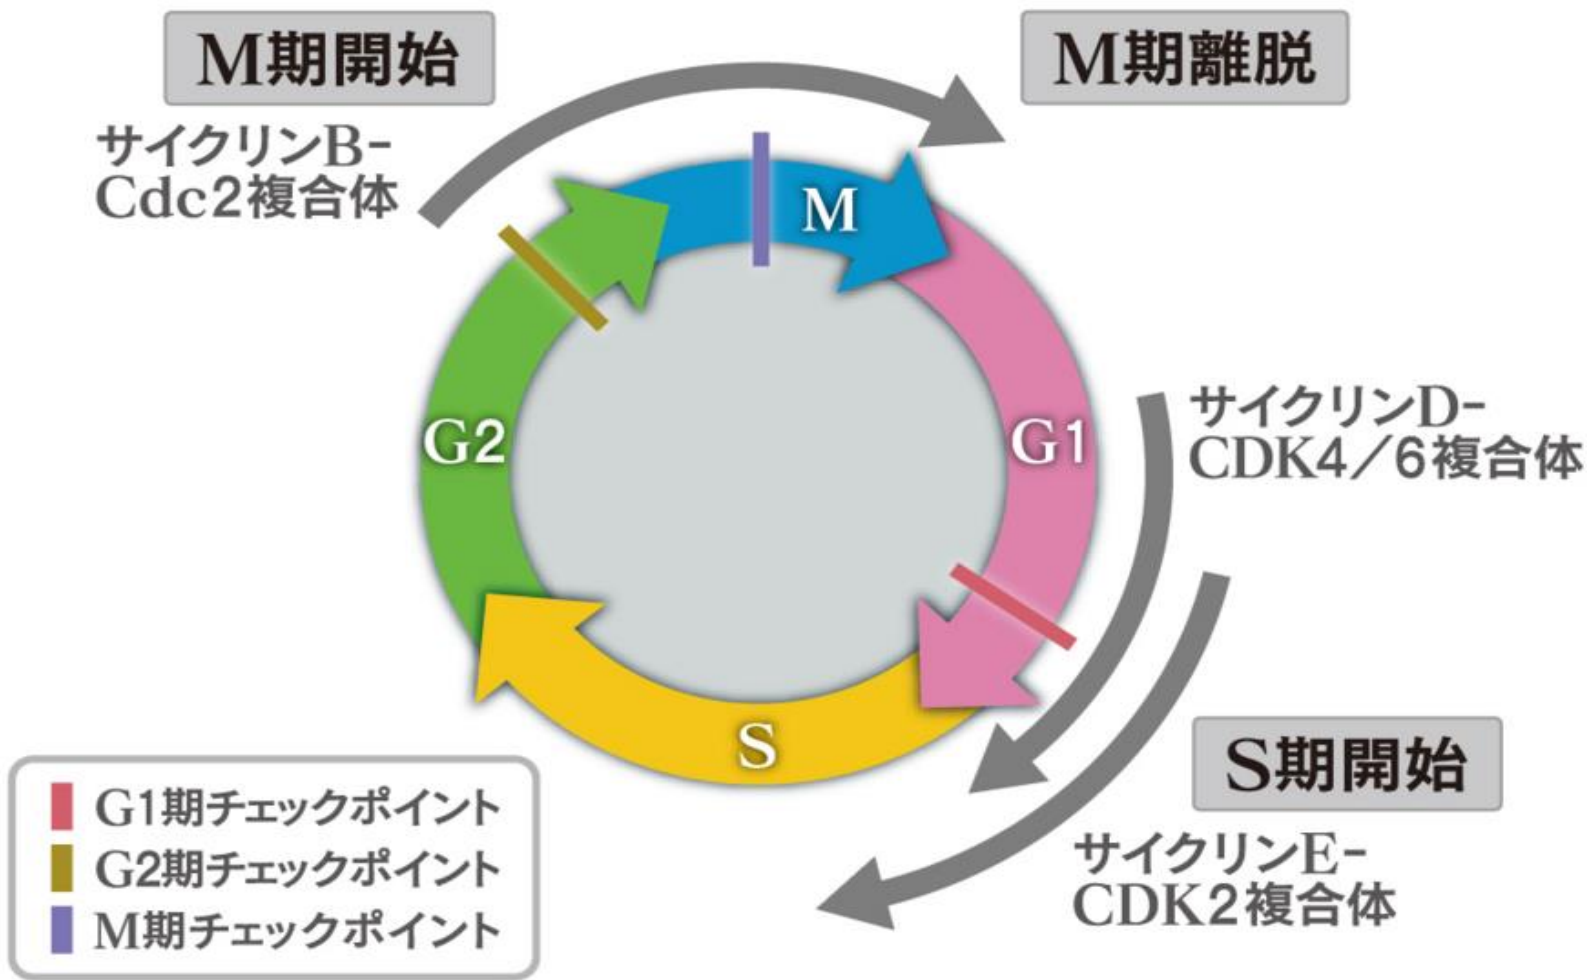 M期開始
M期離脱
サイクリンB-
Cdc2複合体
M
G2
G1
サイクリンD-
CDK4／6複合体
S
S期開始
サイクリンE-
CDK2複合体
G1期チェックポイント
G2期チェックポイント
M期チェックポイント